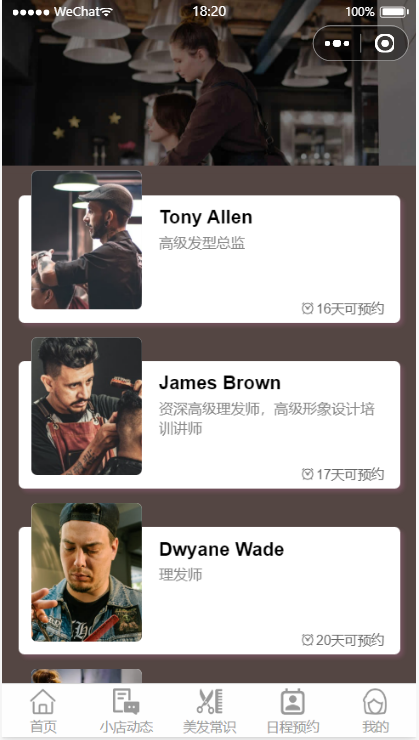 WeChat 18:20 100%
Tony Allen
高级发型总监
16天可预约
James Brown
资深高级理发师，高级形象设计培
训讲师
17天可预约
Dwyane Wade
理发师
20天可预约
首页 小店动态 美发常识 日程预约 我的